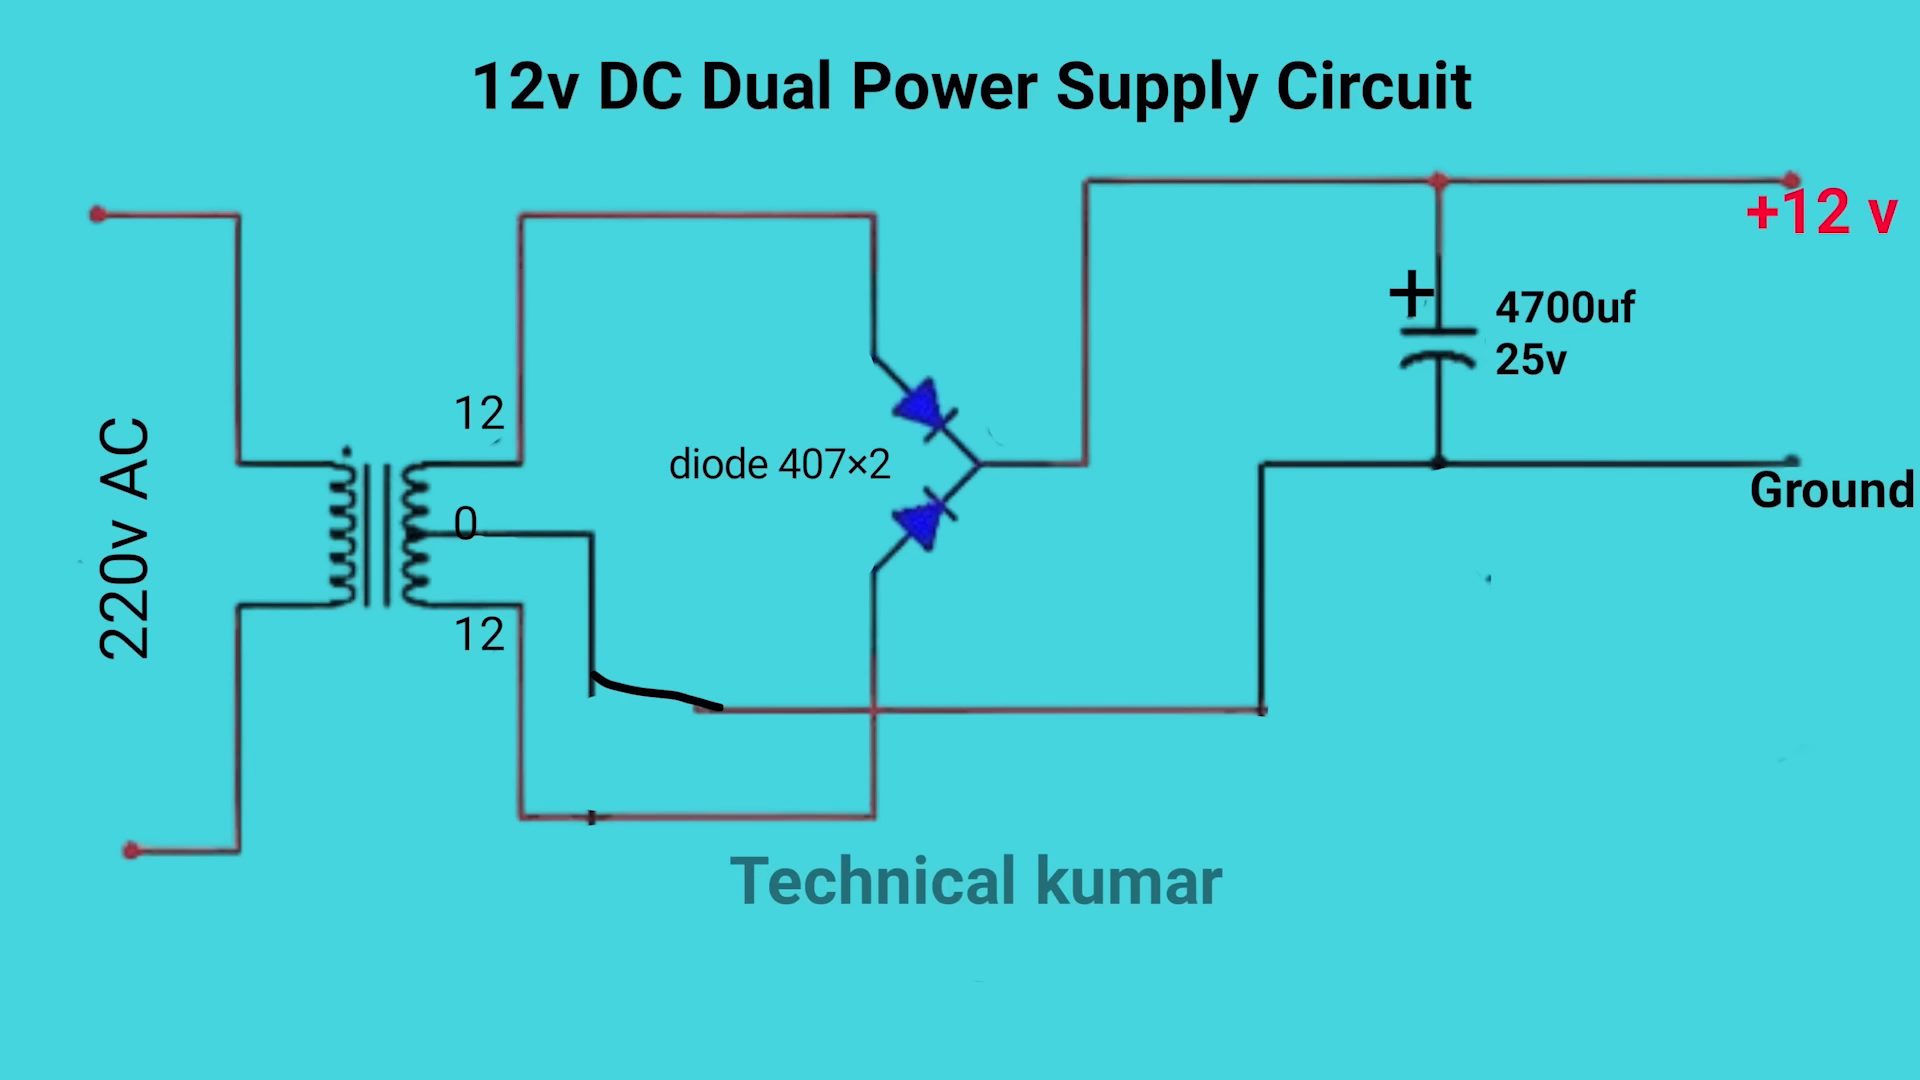 12v DC Dual Power Supply Circuit
+12 v
+
4700uf
25v
12
diode 407×2
220v AC
0
Ground
12
Technical kumar